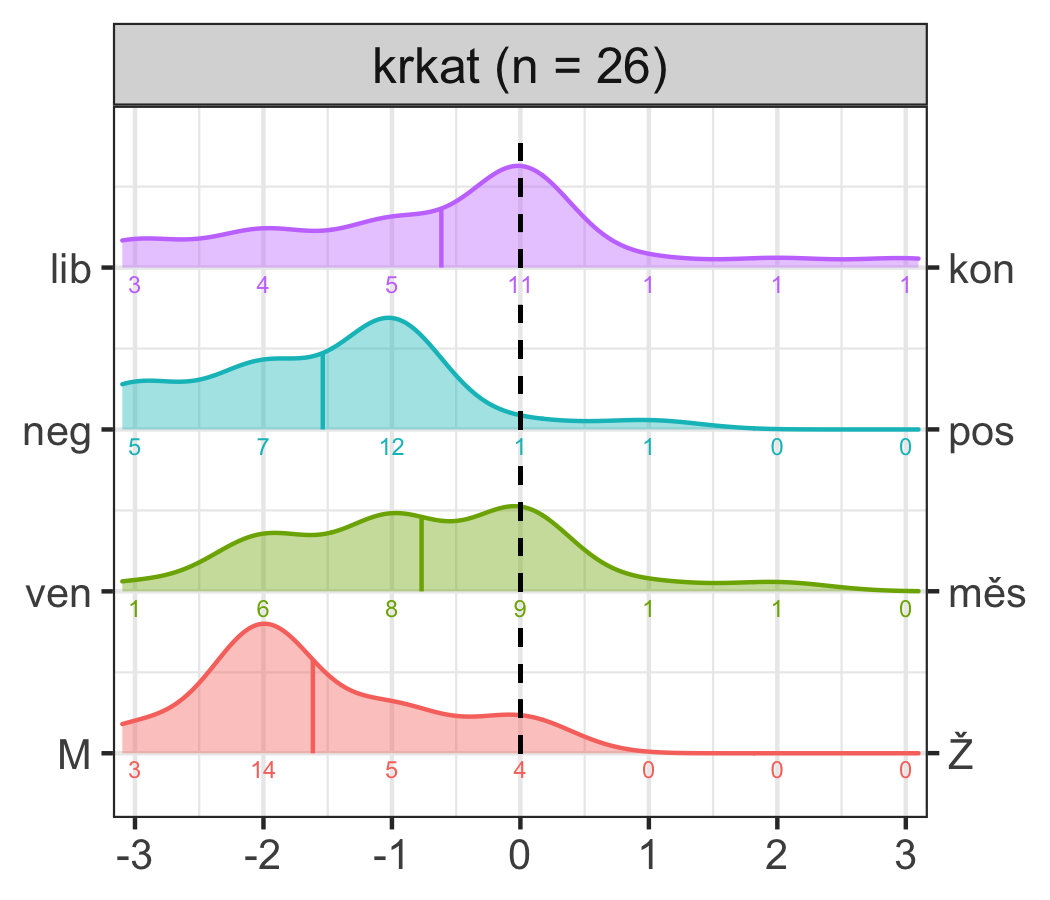 krkat (n = 26)
lib kon
3 4 5 11 1 1 1
neg pos
5 7 12 1 1 0 0
ven měs
1 6 8 9 1 1 0
M Ž
3 14 5 4 0 0 0
-3 -2 -1 0 1 2 3